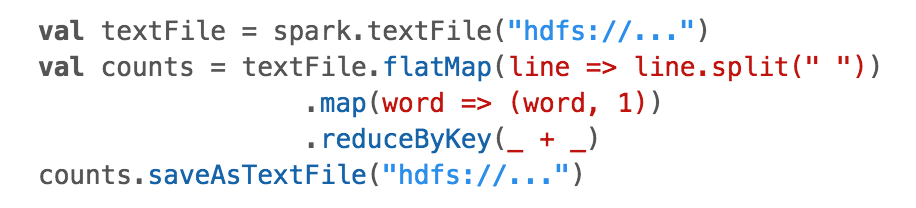 val textFile = spark.textFile("hdfs://...")
val counts = textFile.flatMap(line => line.split(" "))
                 .map(word => (word, 1))
                 .reduceByKey(_ + _)
counts.saveAsTextFile("hdfs://...")